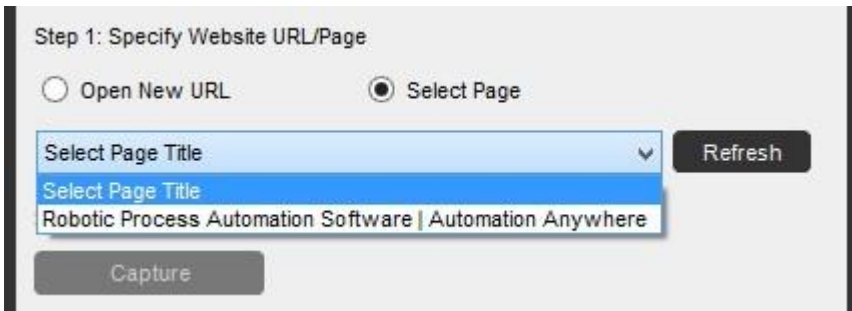 Step 1: Specify Website URL/Page
Open New URL Select Page
Select Page Title Refresh
Select Page Title
Robotic Process Automation Software | Automation Anywhere
Capture